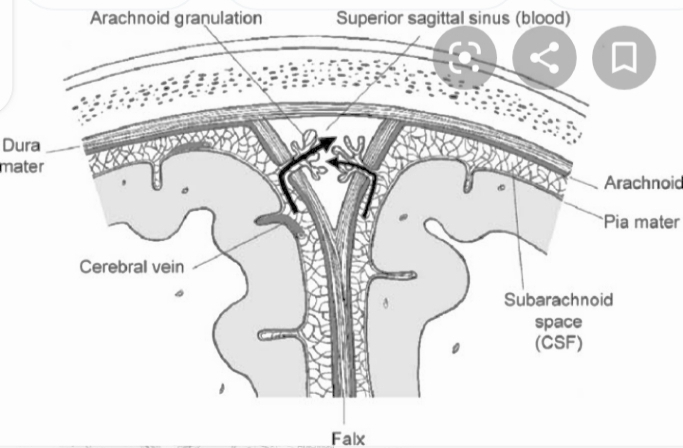 Arachnoid granulation
Superior sagittal sinus (blood)
Dura
mater
Arachnoid
Pia mater
Cerebral vein
Subarachnoid
space
(CSF)
Falx